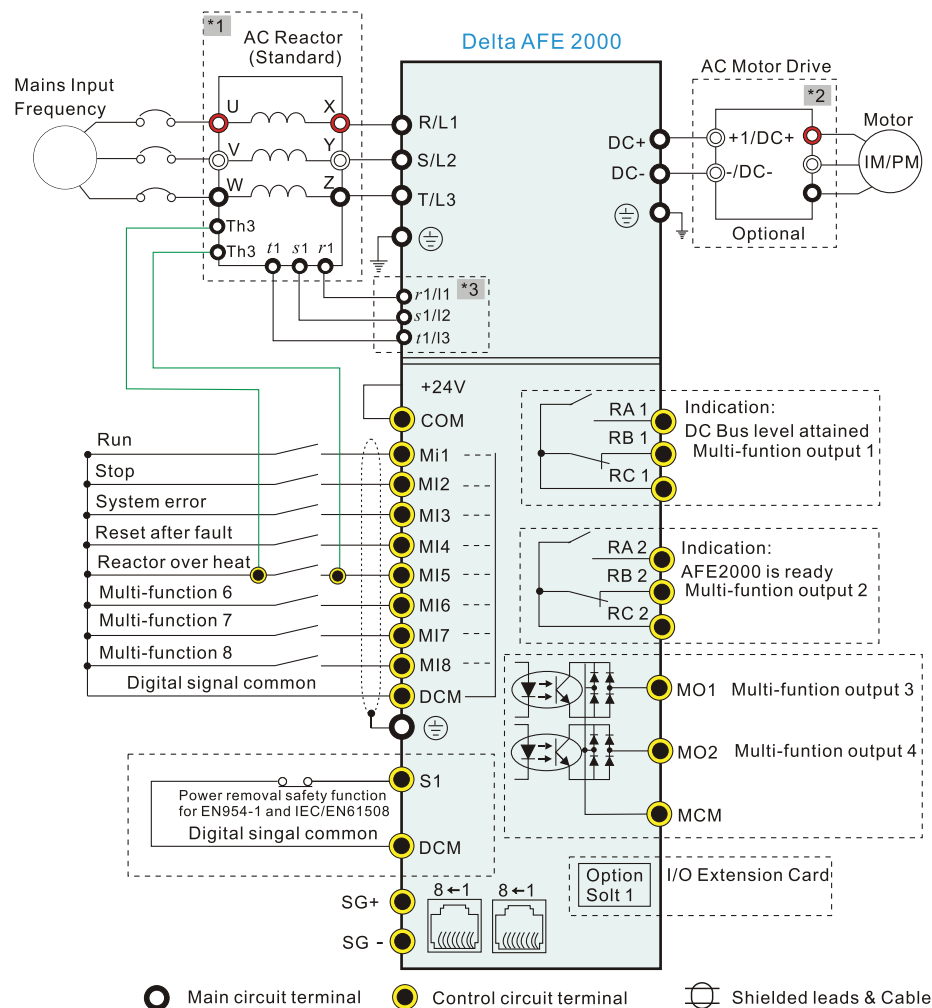 *1
AC Reactor
(Standard)
Delta AFE 2000
Mains Input
Frequency
U
X
V
Y
W
Z
Th3
Th3
t1 s1 r1
R/L1
S/L2
T/L3
r1/l1
*3
s1/l2
t1/l3
AC Motor Drive
*2
DC+
DC-
+1/DC+
-/DC-
Optional
Motor
IM/PM
+24V
COM
Run
Mi1
Stop
MI2
System error
MI3
Reset after fault
MI4
Reactor over heat
MI5
Multi-function 6
MI6
Multi-function 7
MI7
Multi-function 8
MI8
Digital signal common
DCM
RA 1
RB 1
RC 1
Indication:
DC Bus level attained
Multi-funtion output 1
RA 2
RB 2
RC 2
Indication:
AFE2000 is ready
Multi-funtion output 2
MO1 Multi-funtion output 3
MO2 Multi-funtion output 4
MCM
S1
Power removal safety function
for EN954-1 and IEC/EN61508
Digital singal common
DCM
Option
Solt 1
I/O Extension Card
SG+
SG -
8←1
8←1
Main circuit terminal
Control circuit terminal
Shielded leads & Cable